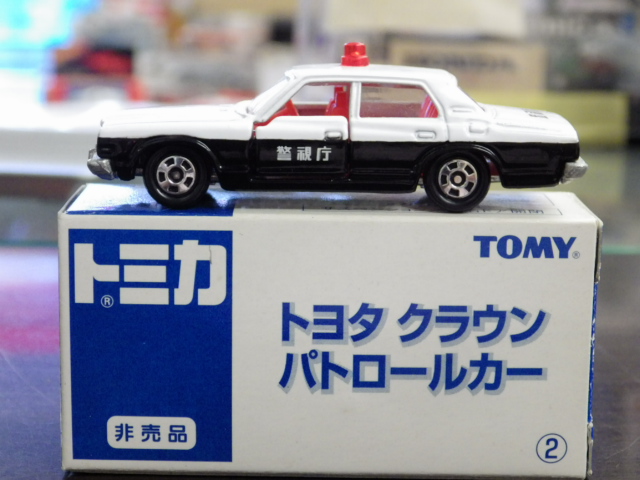 警視庁
トミカ®
TOMY®
トヨタ クラウン
パトロールカー
非売品
②